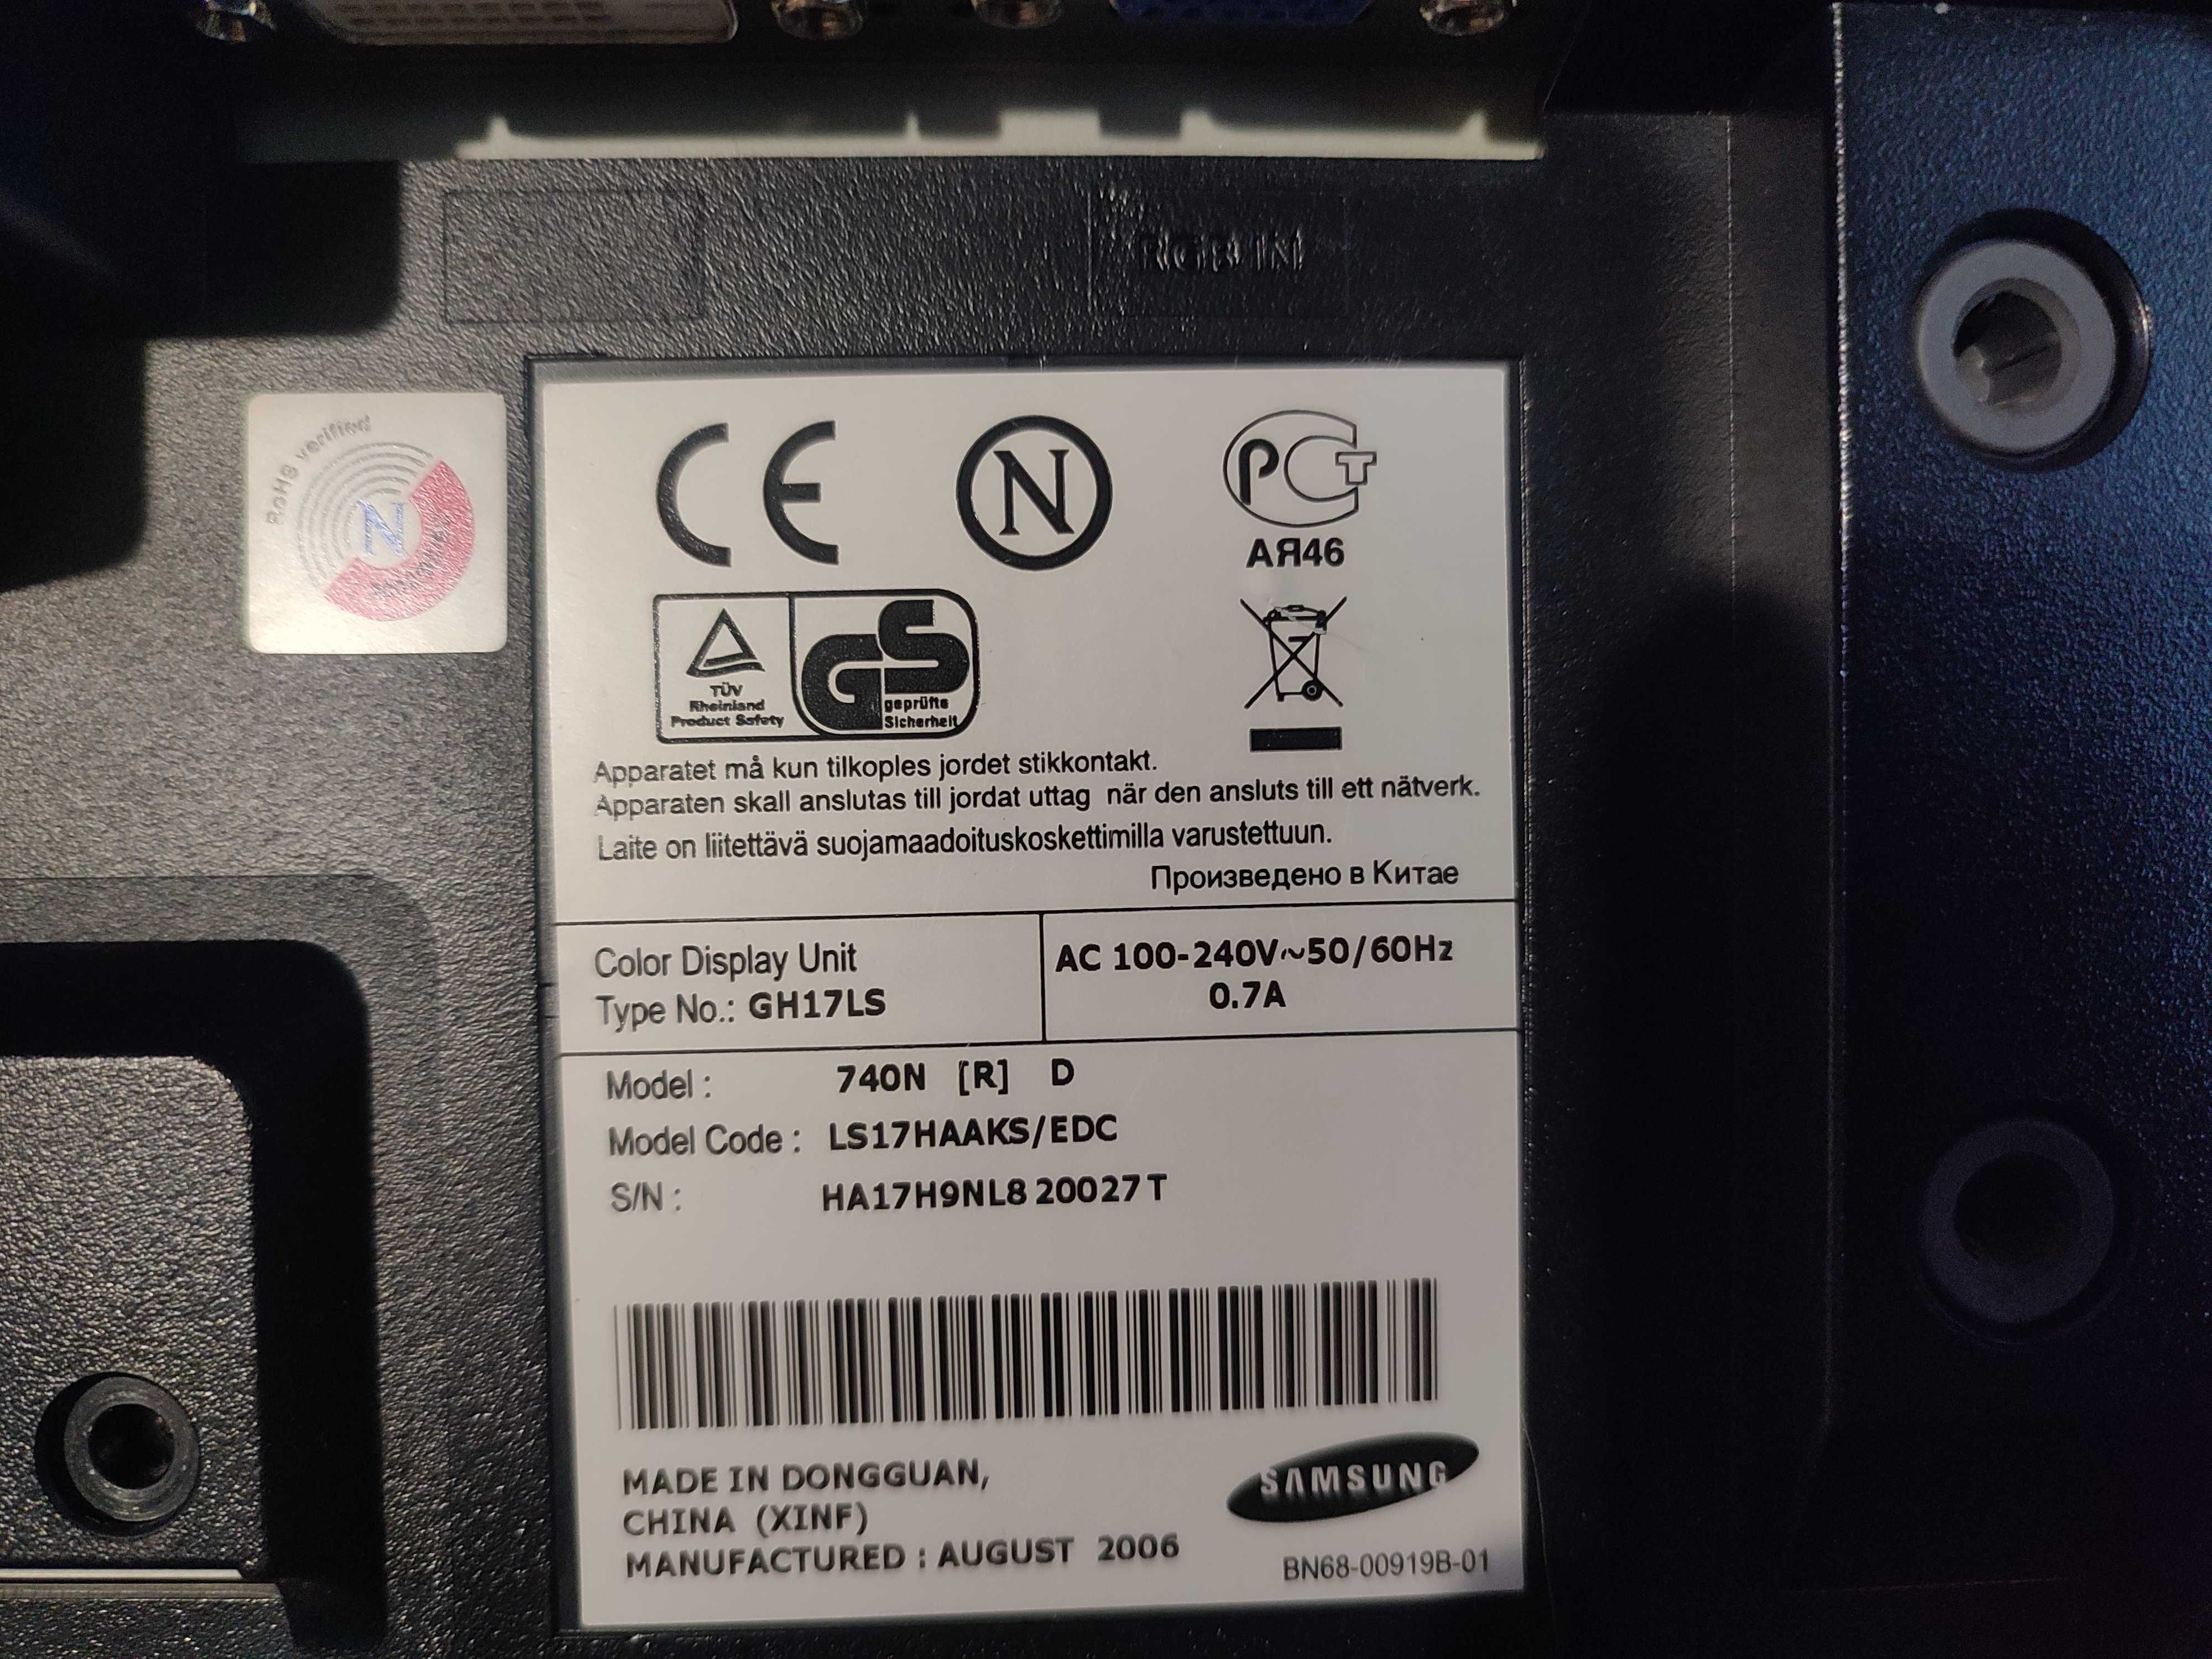 RGB IN
RoHS verified
N
CE
N
РСТ
АЯ46
TÜV
Rheinland
Product Safety
GS
geprüfte
Sicherheit
Apparatet må kun tilkoples jordet stikkontakt.
Apparaten skall anslutas till jordat uttag när den ansluts till ett nätverk.
Laite on liitettävä suojamaadoituskoskettimilla varustettuun.
Произведено в Китае
Color Display Unit
Type No.: GH17LS
AC 100-240V~50/60Hz
0.7A
Model : 740N [R] D
Model Code : LS17HAAKS/EDC
S/N : HA17H9NL820027T
MADE IN DONGGUAN,
CHINA (XINF)
MANUFACTURED : AUGUST 2006
SAMSUNG
BN68-00919B-01